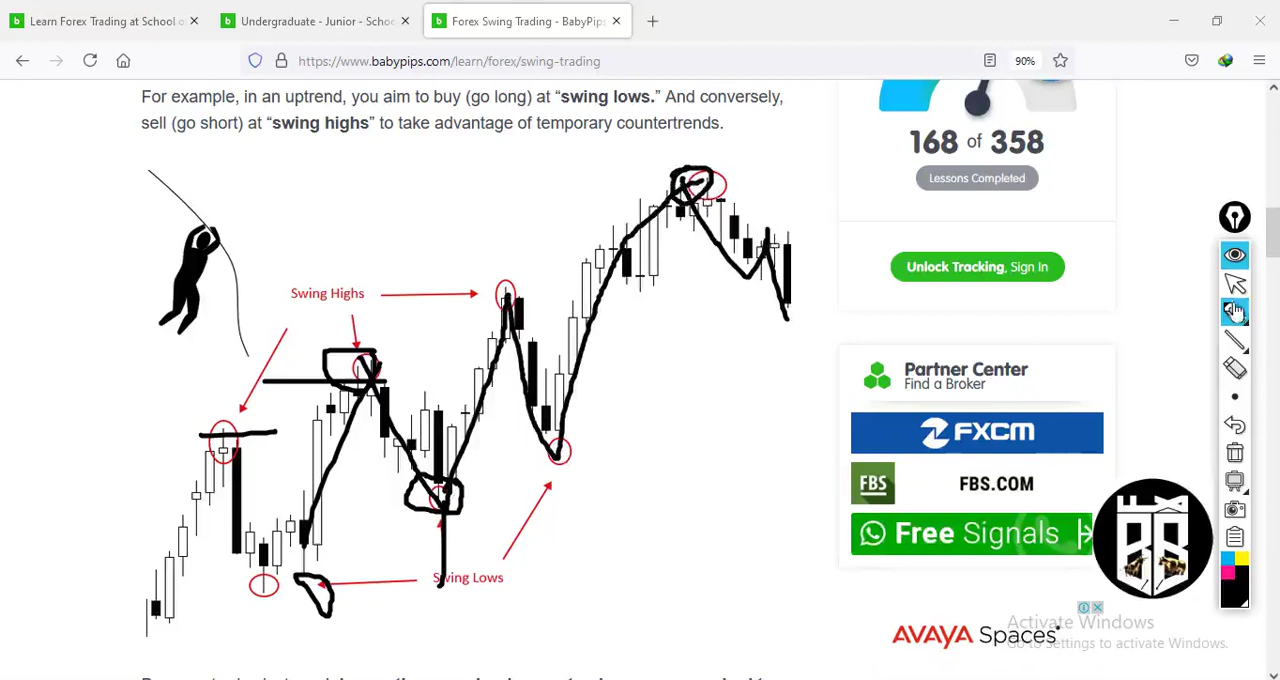 Learn Forex Trading at School o
Undergraduate - Junior - Schoo
Forex Swing Trading - BabyPips
https://www.babypips.com/learn/forex/swing-trading
90%
For example, in an uptrend, you aim to buy (go long) at “swing lows.” And conversely,
sell (go short) at “swing highs” to take advantage of temporary countertrends.
168 of 358
Lessons Completed
Unlock Tracking, Sign In
Swing Highs
Swing Lows
Partner Center
Find a Broker
FXCM
FBS
FBS.COM
Free Signals
BB
AVAYA Spaces
Activate Windows
Go to Settings to activate Windows.